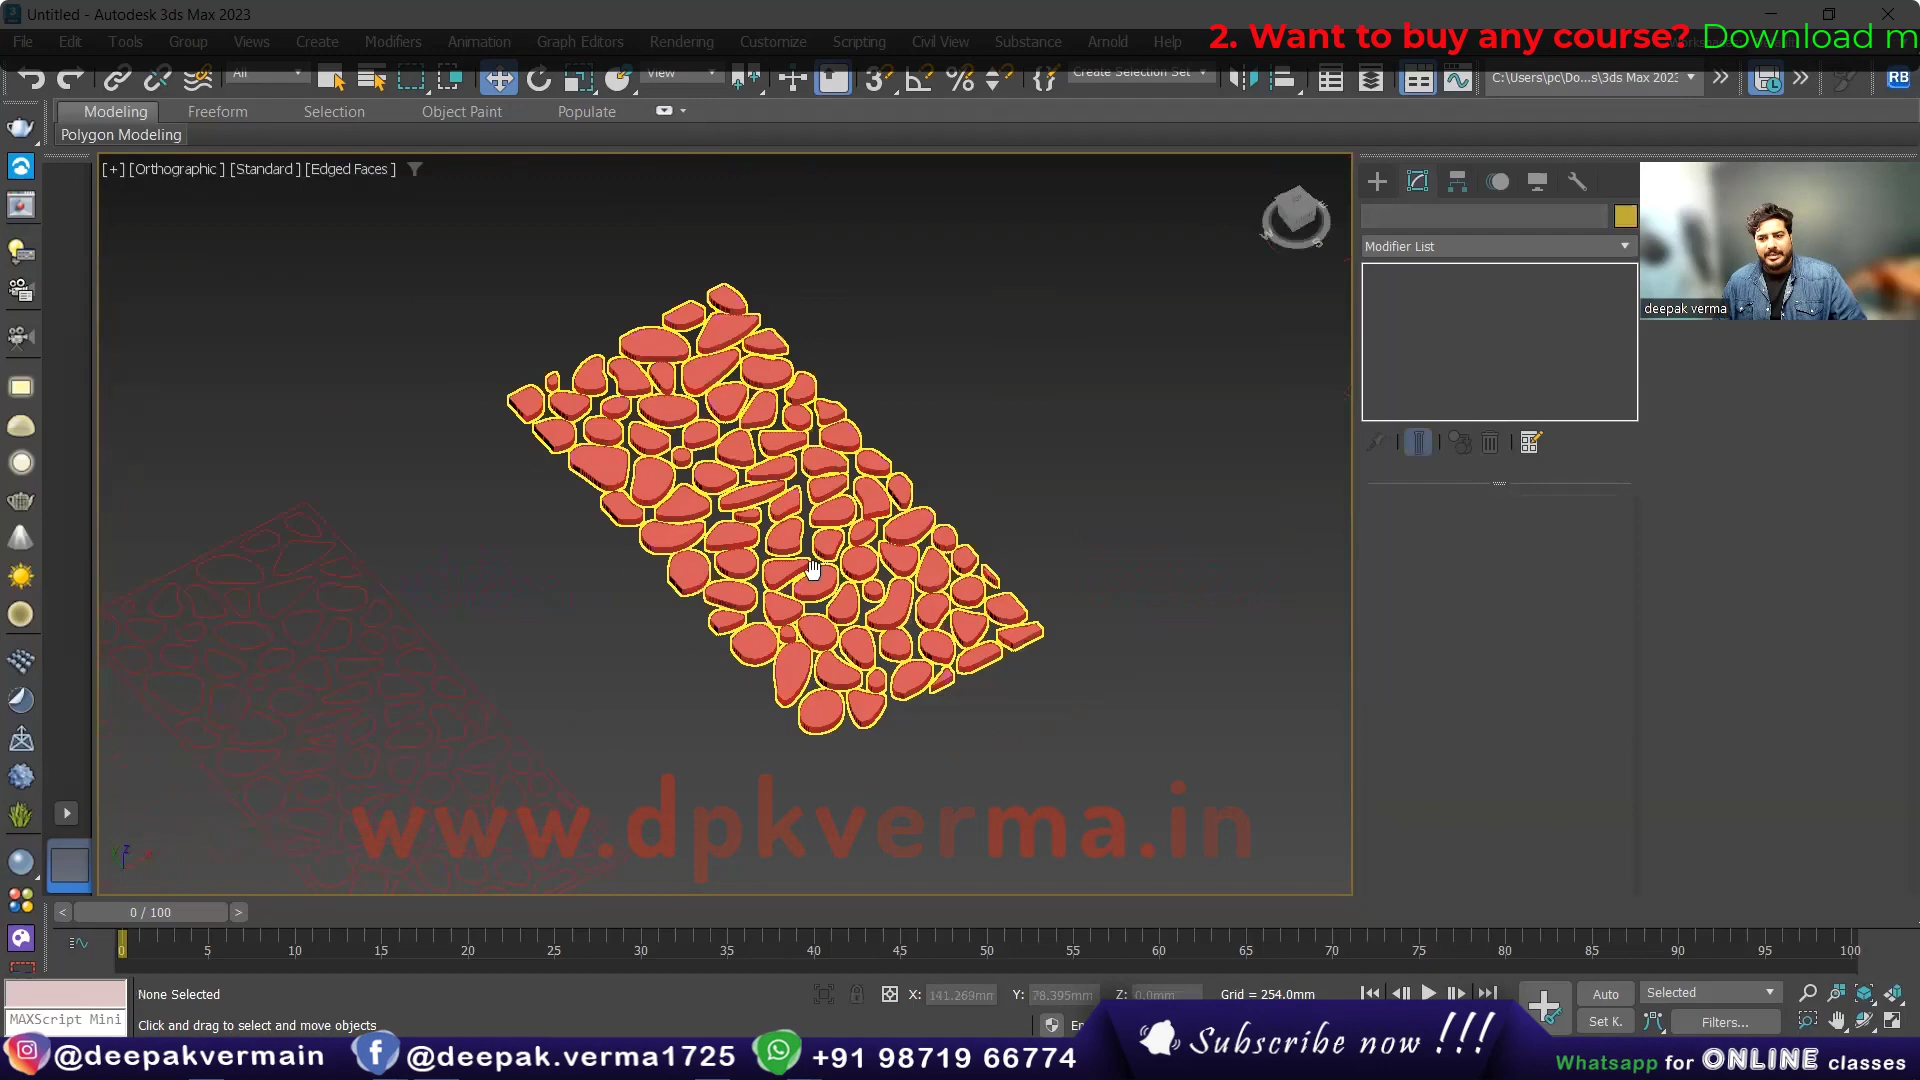 Untitled - Autodesk 3ds Max 2023
File Edit Tools Group Views Create Modifiers Animation Graph Editors Rendering Customize Scripting Civil View Substance Arnold Help
2. Want to buy any course? Download m
All
View
Create Selection Set
C:\Users\pc\Do...s\3ds Max 2023
RB
Modeling Freeform Selection Object Paint Populate
Polygon Modeling
[+] [Orthographic ] [Standard ] [Edged Faces ]
Modifier List
deepak verma
www.dpkverma.in
0 / 100
0 5 10 15 20 25 30 35 40 45 50 55 60 65 70 75 80 85 90 95 100
None Selected
X: 141.269mm Y: 78.395mm Z: 0.0mm Grid = 254.0mm
Auto Selected
MAXScript Mini
Click and drag to select and move objects
Set K. Filters...
@deepakvermain @deepak.verma1725 +91 98719 66774
Subscribe now !!!
Whatsapp for ONLINE classes